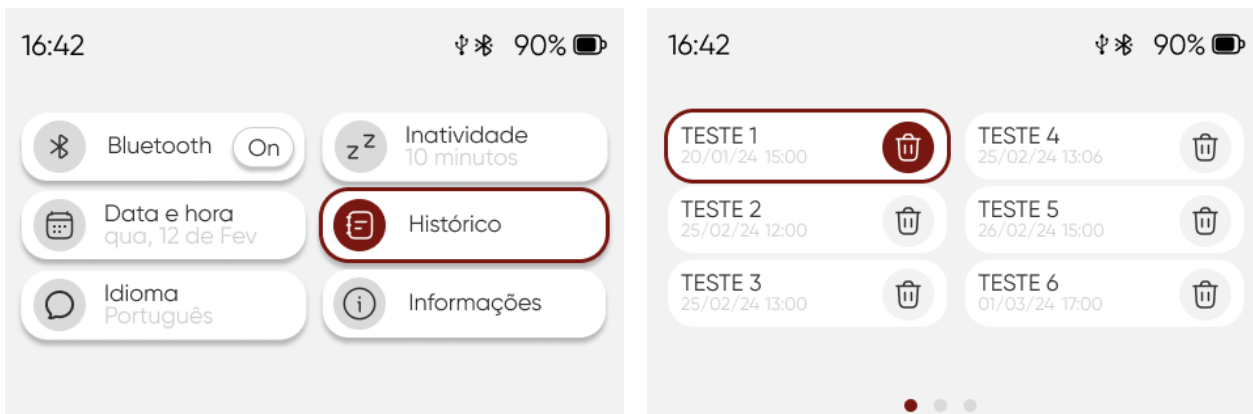 16:42
90%
Bluetooth
On
Inatividade
10 minutos
Data e hora
qua, 12 de Fev
Histórico
Idioma
Português
Informações
16:42
90%
TESTE 1
20/01/24 15:00
TESTE 4
25/02/24 13:06
TESTE 2
25/02/24 12:00
TESTE 5
26/02/24 15:00
TESTE 3
25/02/24 13:00
TESTE 6
01/03/24 17:00